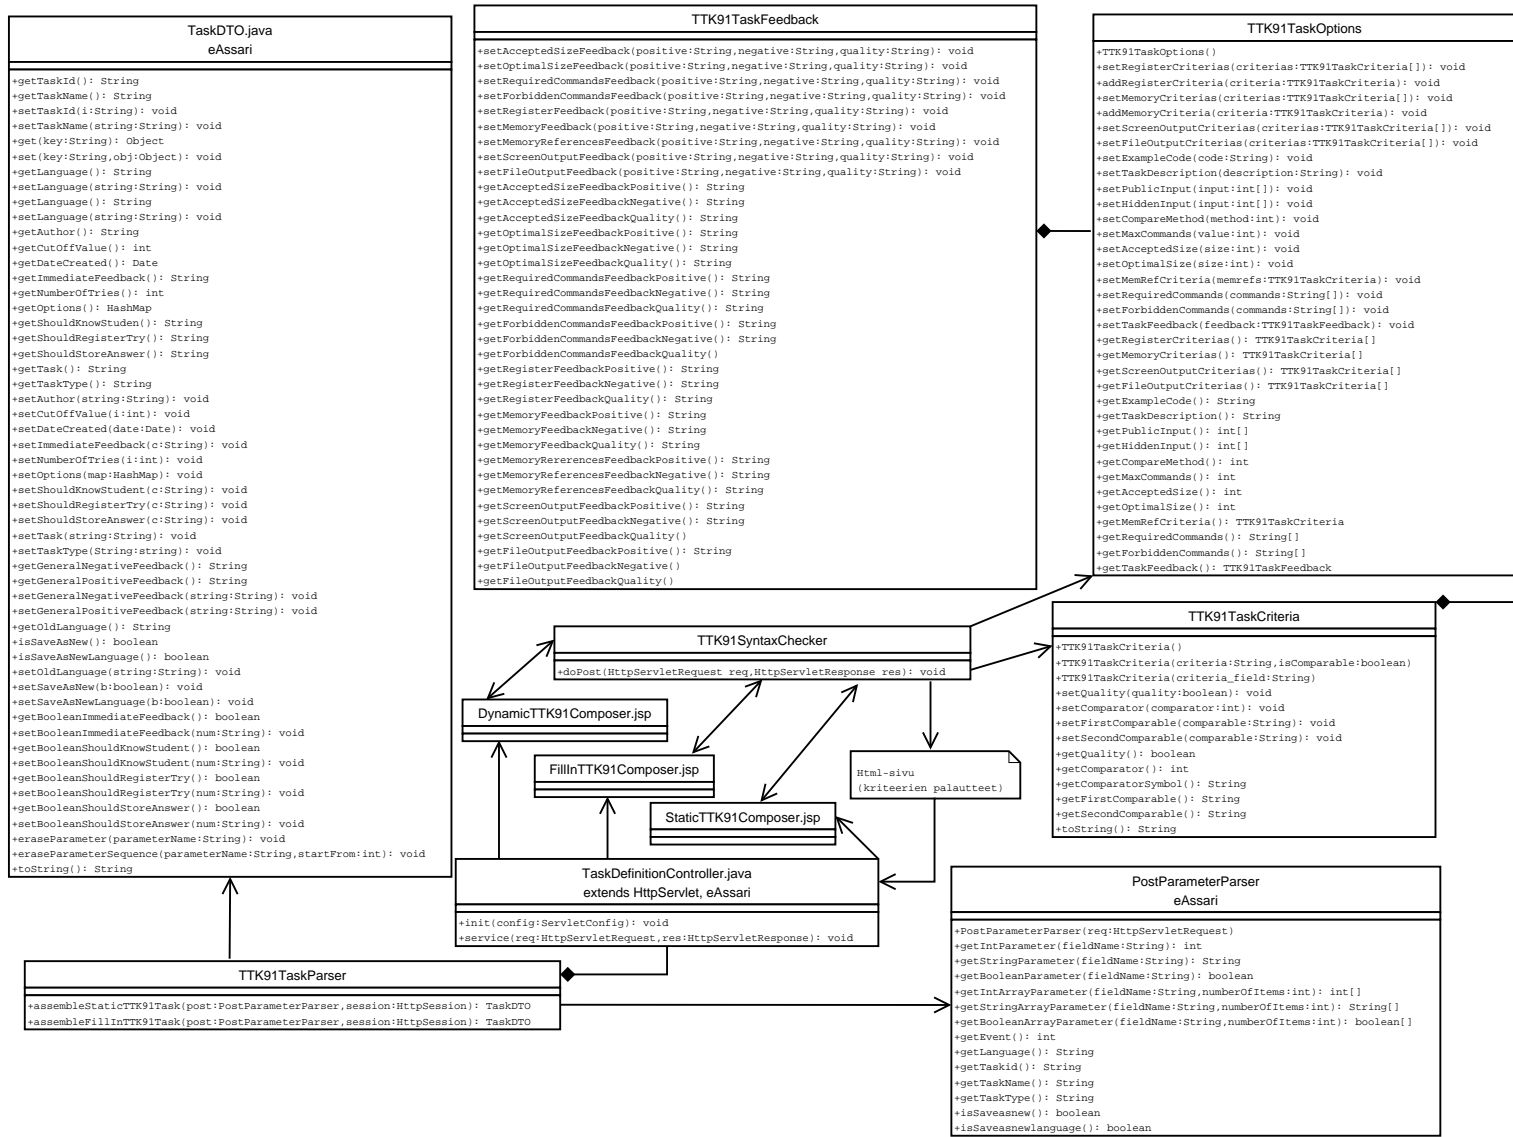 TaskDTO.java
eAssari
+getTaskId(): String
+getTaskName(): String
+setTaskId(i:String): void
+setTaskName(string:String): void
+get(key:String): Object
+set(key:String,obj:Object): void
+getLanguage(): String
+setLanguage(string:String): void
+getLanguage(): String
+setLanguage(string:String): void
+getAuthor(): String
+getCutOffValue(): int
+getDateCreated(): Date
+getImmediateFeedback(): String
+getNumberOfTries(): int
+getOptions(): HashMap
+getShouldKnowStuden(): String
+getShouldRegisterTry(): String
+getShouldStoreAnswer(): String
+getTask(): String
+getTaskType(): String
+setAuthor(string:String): void
+setCutOffValue(i:int): void
+setDateCreated(date:Date): void
+setImmediateFeedback(c:String): void
+setNumberOfTries(i:int): void
+setOptions(map:HashMap): void
+setShouldKnowStudent(c:String): void
+setShouldRegisterTry(c:String): void
+setShouldStoreAnswer(c:String): void
+setTask(string:String): void
+setTaskType(String:string): void
+getGeneralNegativeFeedback(): String
+getGeneralPositiveFeedback(): String
+setGeneralNegativeFeedback(string:String): void
+setGeneralPositiveFeedback(string:String): void
+getOldLanguage(): String
+isSaveAsNew(): boolean
+isSaveAsNewLanguage(): boolean
+setOldLanguage(string:String): void
+setSaveAsNew(b:boolean): void
+setSaveAsNewLanguage(b:boolean): void
+getBooleanImmediateFeedback(): boolean
+setBooleanImmediateFeedback(num:String): void
+getBooleanShouldKnowStudent(): boolean
+setBooleanShouldKnowStudent(num:String): void
+getBooleanShouldRegisterTry(): boolean
+setBooleanShouldRegisterTry(num:String): void
+getBooleanShouldStoreAnswer(): boolean
+setBooleanShouldStoreAnswer(num:String): void
+eraseParameter(parameterName:String): void
+eraseParameterSequence(parameterName:String,startFrom:int): void
+toString(): String
TTK91TaskFeedback
+setAcceptedSizeFeedback(positive:String,negative:String,quality:String): void
+setOptimalSizeFeedback(positive:String,negative:String,quality:String): void
+setRequiredCommandsFeedback(positive:String,negative:String,quality:String): void
+setForbiddenCommandsFeedback(positive:String,negative:String,quality:String): void
+setRegisterFeedback(positive:String,negative:String,quality:String): void
+setMemoryFeedback(positive:String,negative:String,quality:String): void
+setMemoryReferencesFeedback(positive:String,negative:String,quality:String): void
+setScreenOutputFeedback(positive:String,negative:String,quality:String): void
+setFileOutputFeedback(positive:String,negative:String,quality:String): void
+getAcceptedSizeFeedbackPositive(): String
+getAcceptedSizeFeedbackNegative(): String
+getAcceptedSizeFeedbackQuality(): String
+getOptimalSizeFeedbackPositive(): String
+getOptimalSizeFeedbackNegative(): String
+getOptimalSizeFeedbackQuality(): String
+getRequiredCommandsFeedbackPositive(): String
+getRequiredCommandsFeedbackNegative(): String
+getRequiredCommandsFeedbackQuality(): String
+getForbiddenCommandsFeedbackPositive(): String
+getForbiddenCommandsFeedbackNegative(): String
+getForbiddenCommandsFeedbackQuality()
+getRegisterFeedbackPositive(): String
+getRegisterFeedbackNegative(): String
+getRegisterFeedbackQuality(): String
+getMemoryFeedbackPositive(): String
+getMemoryFeedbackNegative(): String
+getMemoryFeedbackQuality(): String
+getMemoryRererencesFeedbackPositive(): String
+getMemoryReferencesFeedbackNegative(): String
+getMemoryReferencesFeedbackQuality(): String
+getScreenOutputFeedbackPositive(): String
+getScreenOutputFeedbackNegative(): String
+getScreenOutputFeedbackQuality()
+getFileOutputFeedbackPositive(): String
+getFileOutputFeedbackNegative()
+getFileOutputFeedbackQuality()
TTK91TaskOptions
+TTK91TaskOptions()
+setRegisterCriterias(criterias:TTK91TaskCriteria[]): void
+addRegisterCriteria(criteria:TTK91TaskCriteria): void
+setMemoryCriterias(criterias:TTK91TaskCriteria[]): void
+addMemoryCriteria(criteria:TTK91TaskCriteria): void
+setScreenOutputCriterias(criterias:TTK91TaskCriteria[]): void
+setFileOutputCriterias(criterias:TTK91TaskCriteria[]): void
+setExampleCode(code:String): void
+setTaskDescription(description:String): void
+setPublicInput(input:int[]): void
+setHiddenInput(input:int[]): void
+setCompareMethod(method:int): void
+setMaxCommands(value:int): void
+setAcceptedSize(size:int): void
+setOptimalSize(size:int): void
+setMemRefCriteria(memrefs:TTK91TaskCriteria): void
+setRequiredCommands(commands:String[]): void
+setForbiddenCommands(commands:String[]): void
+setTaskFeedback(feedback:TTK91TaskFeedback): void
+getRegisterCriterias(): TTK91TaskCriteria[]
+getMemoryCriterias(): TTK91TaskCriteria[]
+getScreenOutputCriterias(): TTK91TaskCriteria[]
+getFileOutputCriterias(): TTK91TaskCriteria[]
+getExampleCode(): String
+getTaskDescription(): String
+getPublicInput(): int[]
+getHiddenInput(): int[]
+getCompareMethod(): int
+getMaxCommands(): int
+getAcceptedSize(): int
+getOptimalSize(): int
+getMemRefCriteria(): TTK91TaskCriteria
+getRequiredCommands(): String[]
+getForbiddenCommands(): String[]
+getTaskFeedback(): TTK91TaskFeedback
TTK91SyntaxChecker
+doPost(HttpServletRequest req,HttpServletResponse res): void
TTK91TaskCriteria
+TTK91TaskCriteria()
+TTK91TaskCriteria(criteria:String,isComparable:boolean)
+TTK91TaskCriteria(criteria_field:String)
+setQuality(quality:boolean): void
+setComparator(comparator:int): void
+setFirstComparable(comparable:String): void
+setSecondComparable(comparable:String): void
+getQuality(): boolean
+getComparator(): int
+getComparatorSymbol(): String
+getFirstComparable(): String
+getSecondComparable(): String
+toString(): String
DynamicTTK91Composer.jsp
FillInTTK91Composer.jsp
StaticTTK91Composer.jsp
Html-sivu
(kriteerien palautteet)
TaskDefinitionController.java
extends HttpServlet, eAssari
+init(config:ServletConfig): void
+service(req:HttpServletRequest,res:HttpServletResponse): void
TTK91TaskParser
+assembleStaticTTK91Task(post:PostParameterParser,session:HttpSession): TaskDTO
+assembleFillInTTK91Task(post:PostParameterParser,session:HttpSession): TaskDTO
PostParameterParser
eAssari
+PostParameterParser(req:HttpServletRequest)
+getIntParameter(fieldName:String): int
+getStringParameter(fieldName:String): String
+getBooleanParameter(fieldName:String): boolean
+getIntArrayParameter(fieldName:String,numberOfItems:int): int[]
+getStringArrayParameter(fieldName:String,numberOfItems:int): String[]
+getBooleanArrayParameter(fieldName:String,numberOfItems:int): boolean[]
+getEvent(): int
+getLanguage(): String
+getTaskid(): String
+getTaskName(): String
+getTaskType(): String
+isSaveasnew(): boolean
+isSaveasnewlanguage(): boolean